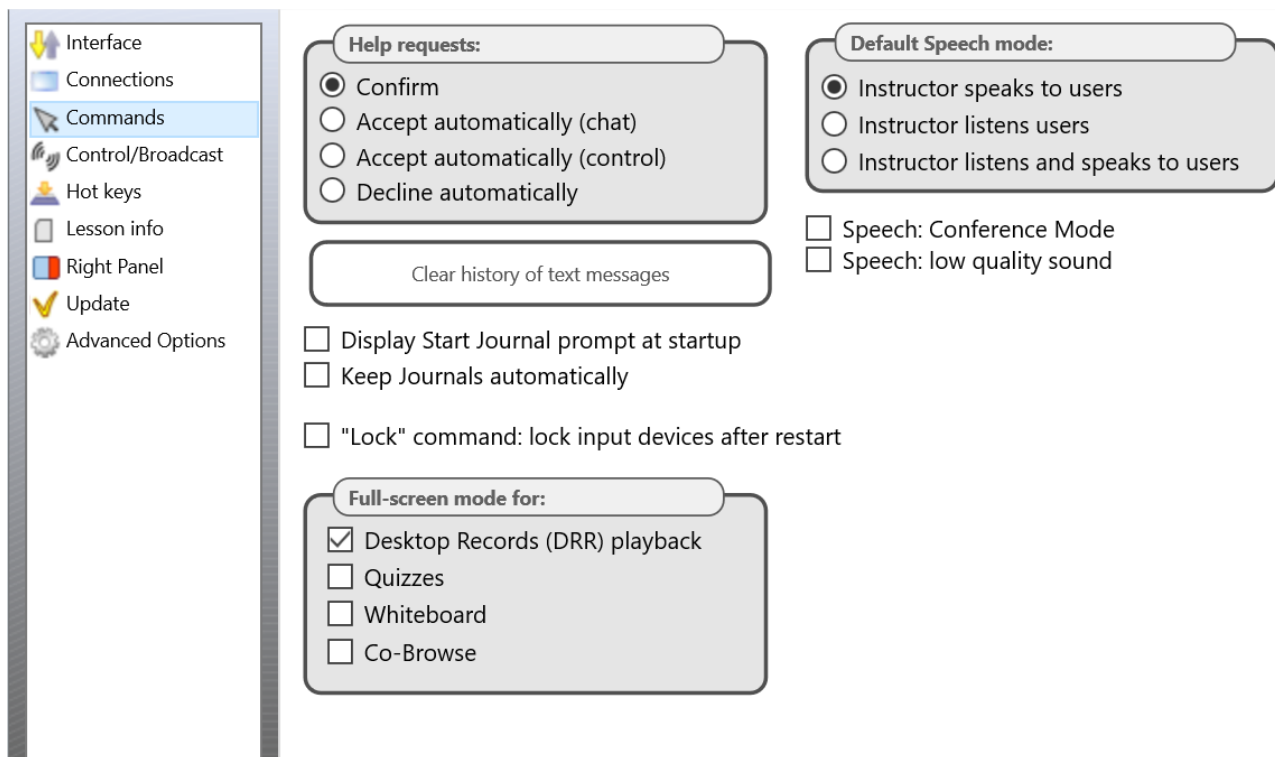 Interface
Connections
Commands
Control/Broadcast
Hot keys
Lesson info
Right Panel
Update
Advanced Options
Help requests:
Confirm
Accept automatically (chat)
Accept automatically (control)
Decline automatically
Clear history of text messages
Display Start Journal prompt at startup
Keep Journals automatically
"Lock" command: lock input devices after restart
Full-screen mode for:
Desktop Records (DRR) playback
Quizzes
Whiteboard
Co-Browse
Default Speech mode:
Instructor speaks to users
Instructor listens users
Instructor listens and speaks to users
Speech: Conference Mode
Speech: low quality sound